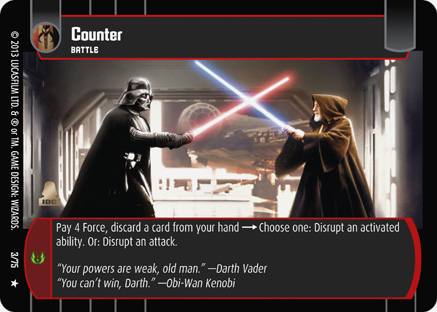 Counter
BATTLE
© 2013 LUCASFILM LTD. & ® or TM. GAME DESIGN: WIZARDS.
IDC
Pay 4 Force, discard a card from your hand → Choose one: Disrupt an activated
ability. Or: Disrupt an attack.
"Your powers are weak, old man." —Darth Vader
"You can't win, Darth." —Obi-Wan Kenobi
3/75